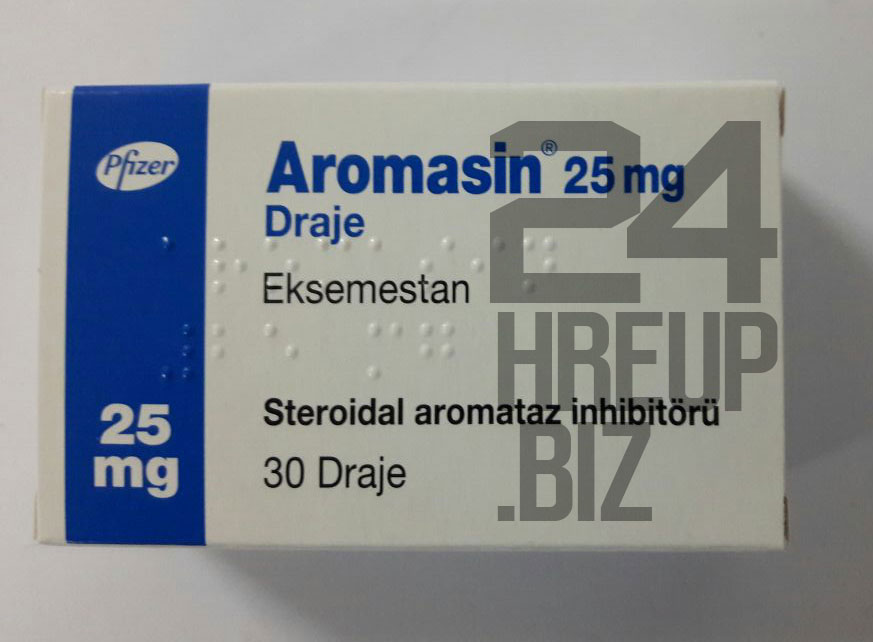 Pfizer
Aromasin® 25 mg
Draje
Eksemestan
Steroidal aromataz inhibitörü
30 Draje
25
mg
24
HREUP
.BIZ